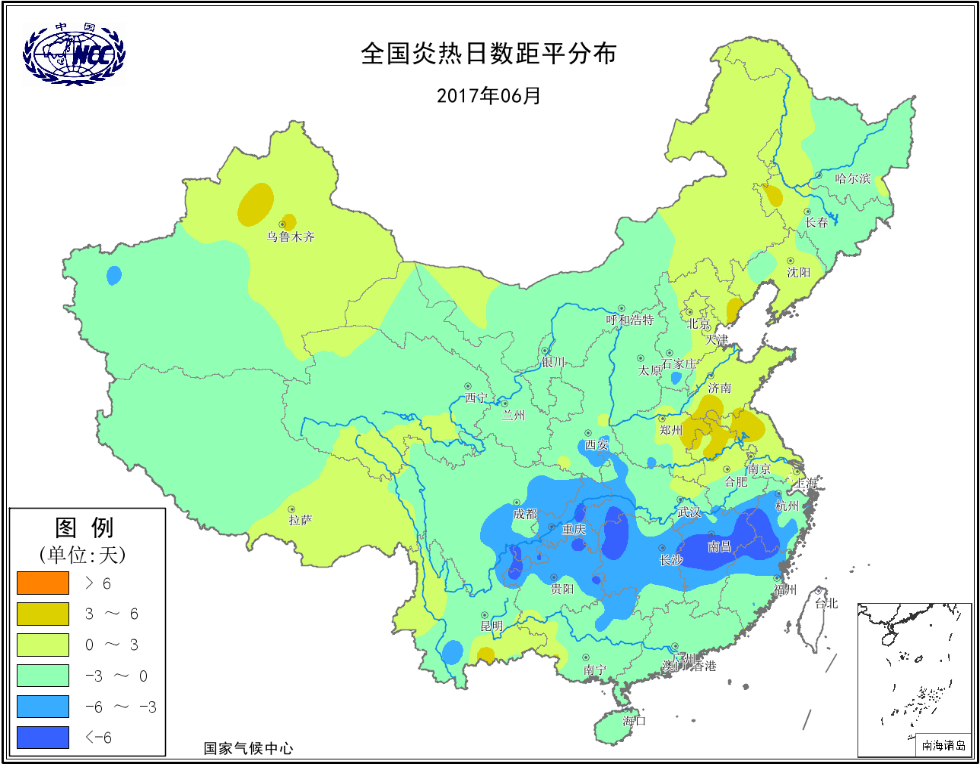 中 国
NCC
全国炎热日数距平分布
2017年06月
哈尔滨
长春
乌鲁木齐
沈阳
呼和浩特
北京
天津
银川
太原
石家庄
济南
西宁
兰州
郑州
西安
南京
合肥
上海
成都
武汉
杭州
拉萨
重庆
南昌
长沙
贵阳
福州
台北
昆明
广州
南宁
澳门
香港
海口
图 例
(单位:天)
> 6
3 ~ 6
0 ~ 3
-3 ~ 0
-6 ~ -3
<-6
国家气候中心
南海诸岛